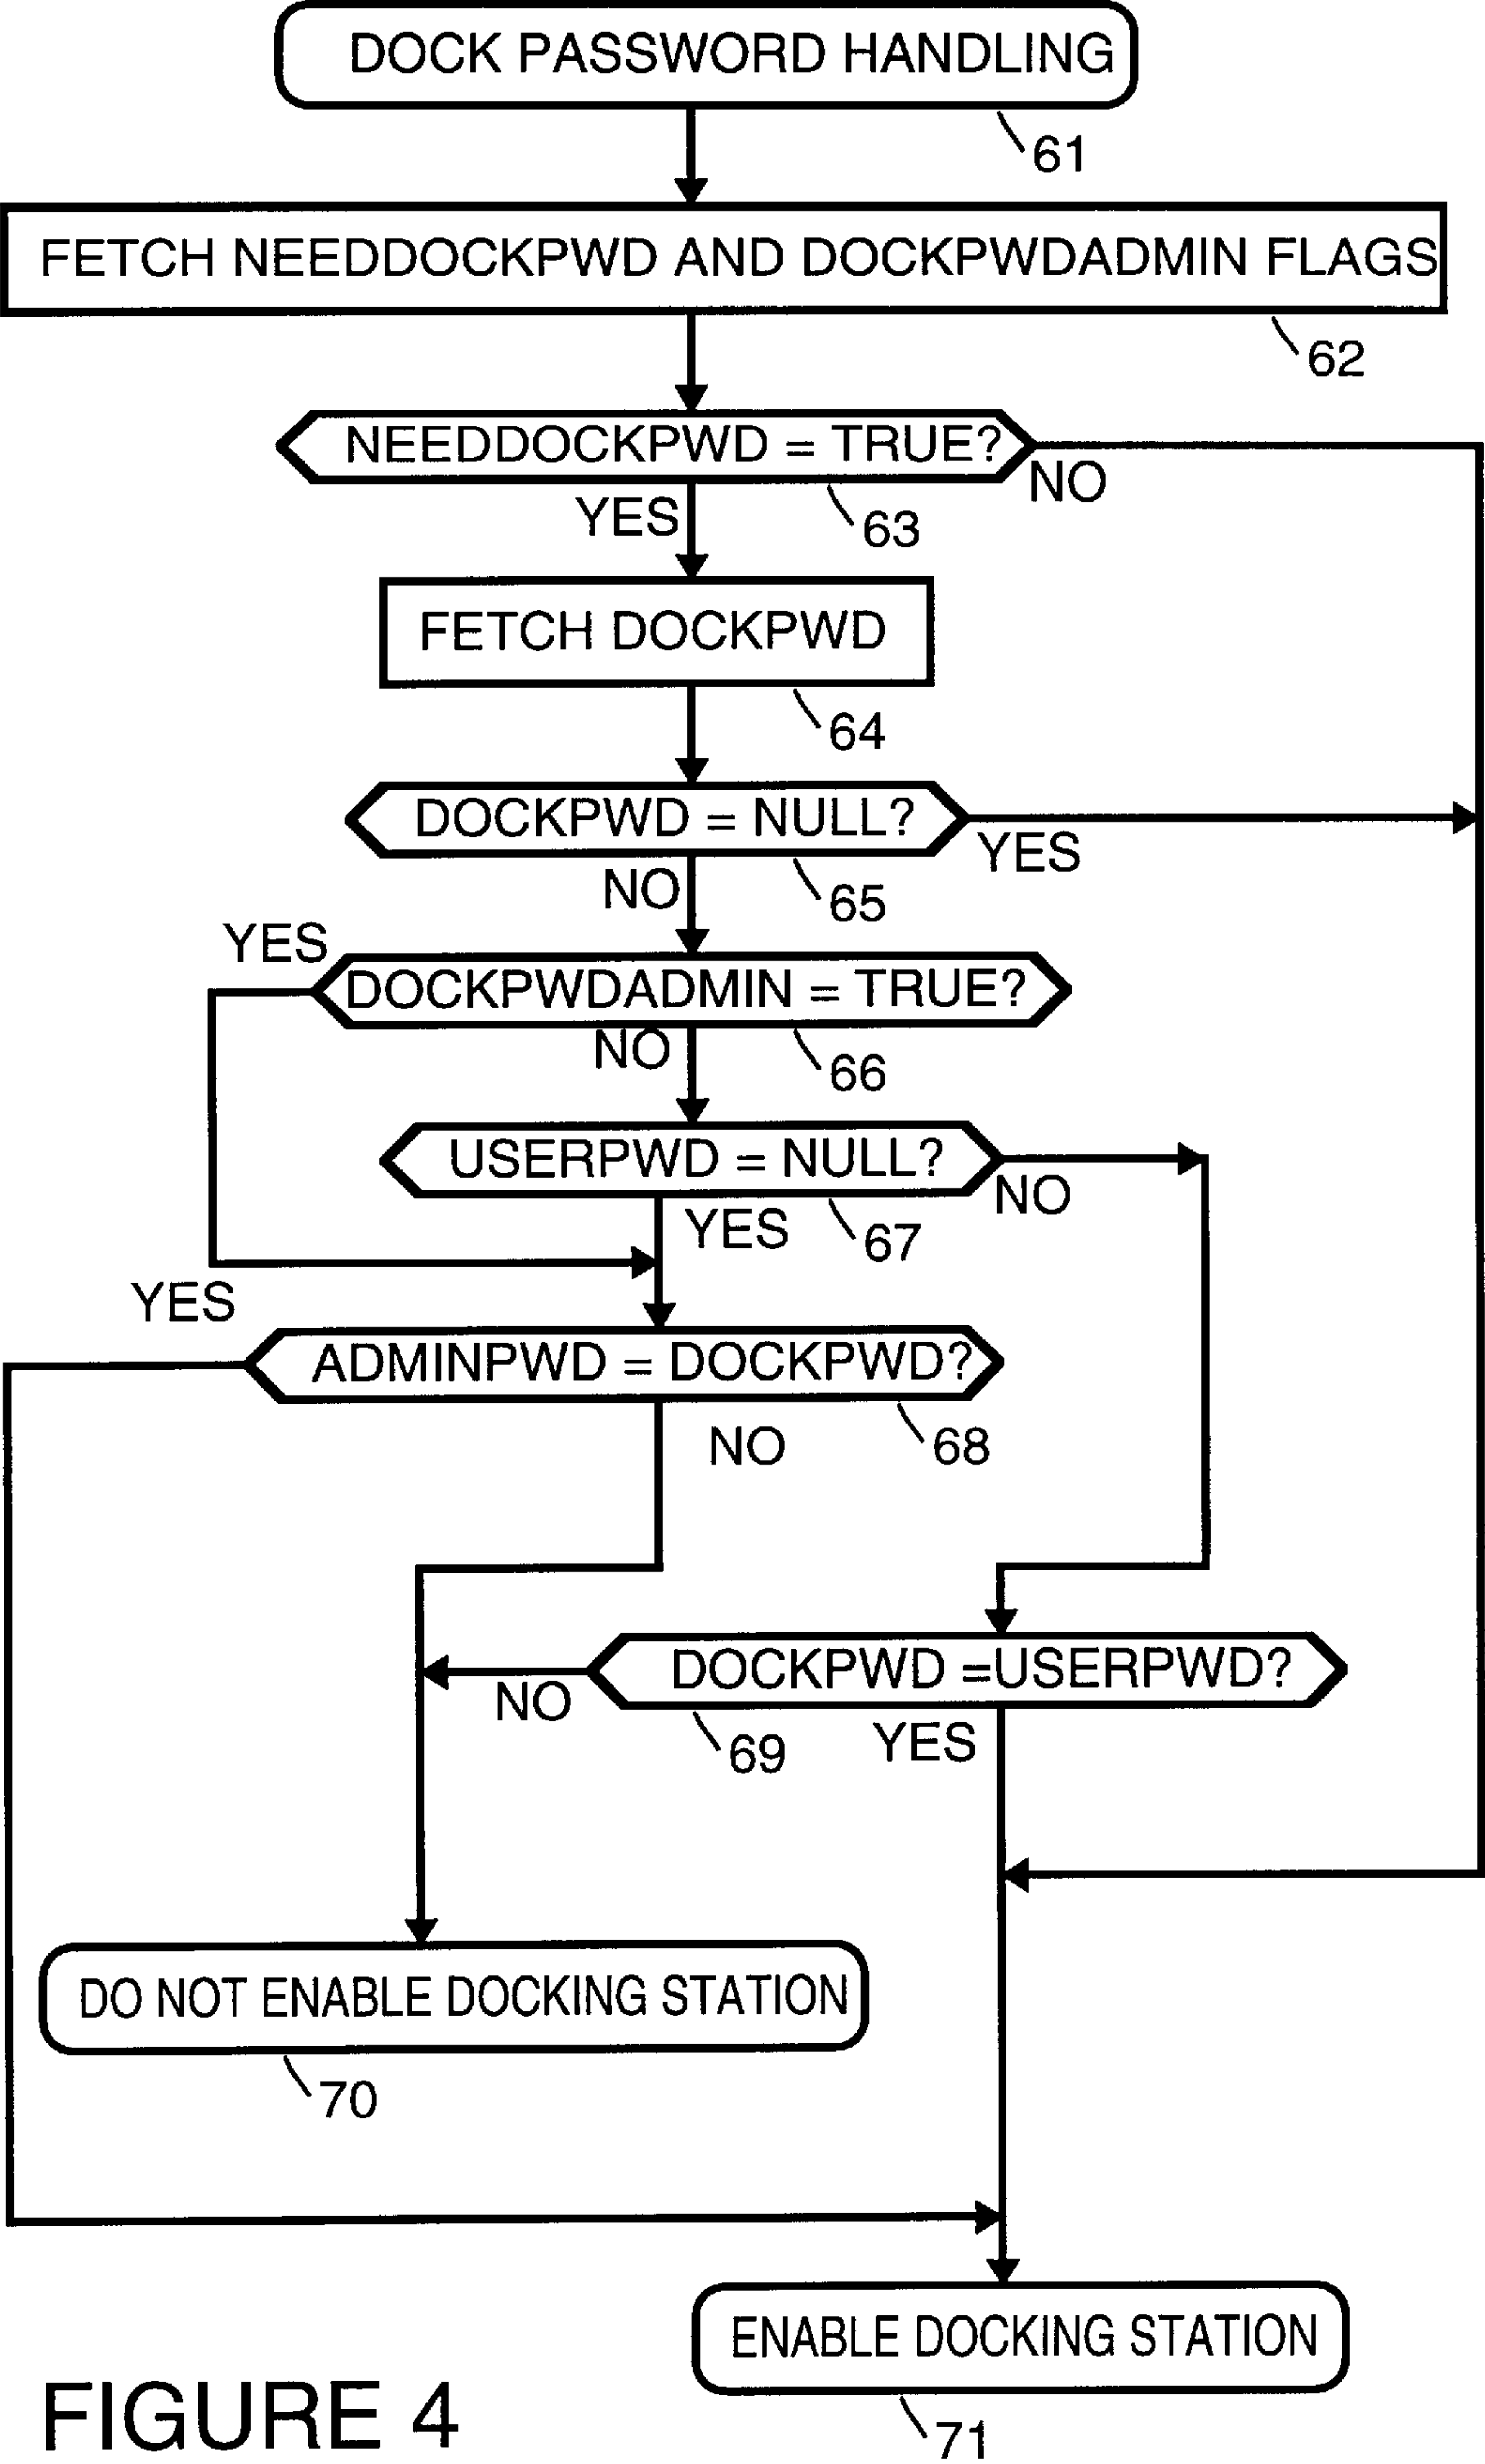 DOCK PASSWORD HANDLING
61
FETCH NEEDDOCKPWD AND DOCKPWDADMIN FLAGS
62
NEEDDOCKPWD = TRUE?
NO
YES
63
FETCH DOCKPWD
64
DOCKPWD = NULL?
YES
NO
65
YES
DOCKPWDADMIN = TRUE?
NO
66
USERPWD = NULL?
NO
YES
67
YES
ADMINPWD = DOCKPWD?
NO
68
DOCKPWD =USERPWD?
NO
69
YES
DO NOT ENABLE DOCKING STATION
70
ENABLE DOCKING STATION
71
FIGURE 4